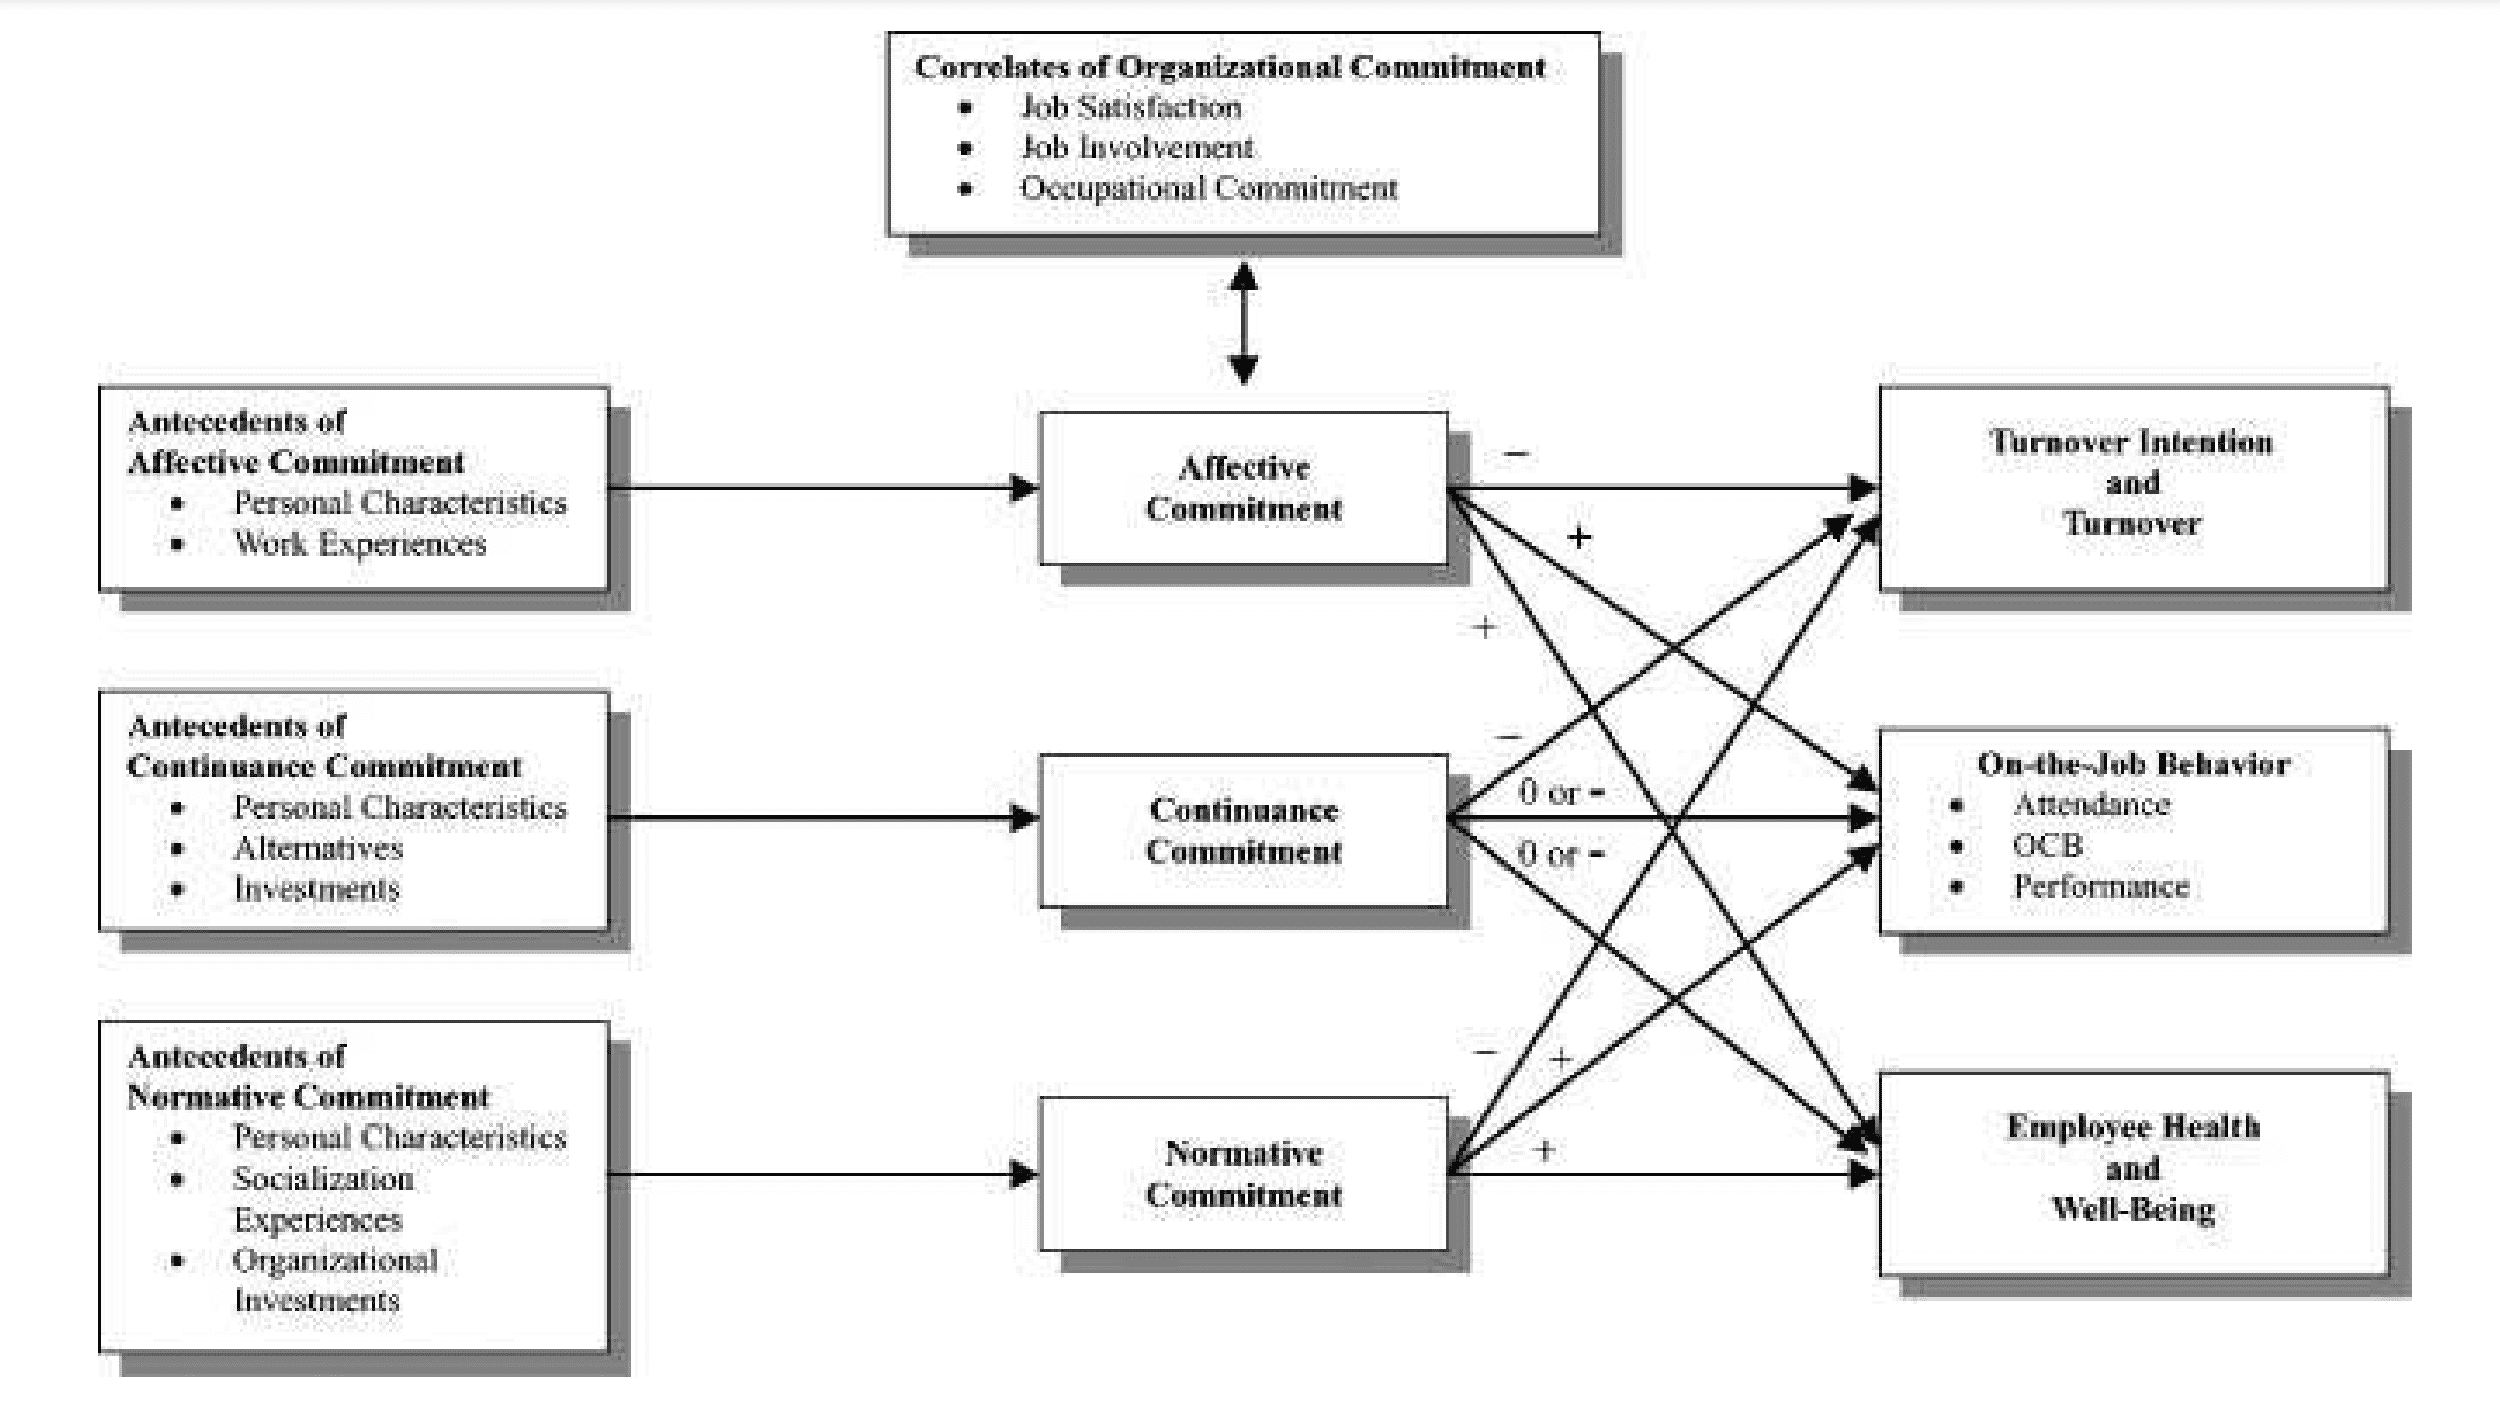 Correlates of Organizational Commitment
• Job Satisfaction
• Job Involvement
• Occupational Commitment
Antecedents of
Affective Commitment
• Personal Characteristics
• Work Experiences
Affective
Commitment
−
+
+
Turnover Intention
and
Turnover
Antecedents of
Continuance Commitment
• Personal Characteristics
• Alternatives
• Investments
Continuance
Commitment
−
0 or -
0 or -
On-the-Job Behavior
• Attendance
• OCB
• Performance
Antecedents of
Normative Commitment
• Personal Characteristics
• Socialization
Experiences
• Organizational
Investments
Normative
Commitment
−
+
+
Employee Health
and
Well-Being